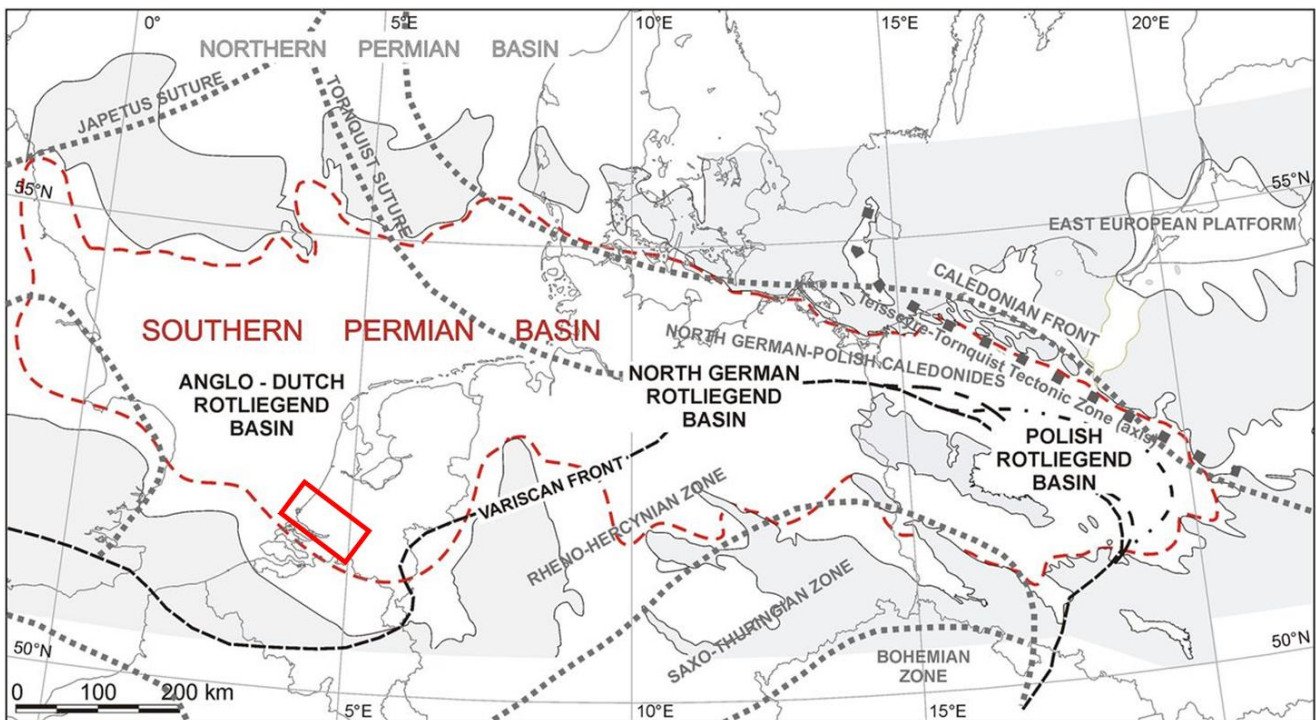 0°
5°E
10°E
15°E
20°E
NORTHERN PERMIAN BASIN
JAPETUS SUTURE
TORNQUIST SUTURE
55°N
55°N
EAST EUROPEAN PLATFORM
CALEDONIAN FRONT
Teisseyre-Tornquist Tectonic Zone (axis)
SOUTHERN PERMIAN BASIN
NORTH GERMAN-POLISH CALEDONIDES
ANGLO - DUTCH
ROTLIEGEND
BASIN
NORTH GERMAN
ROTLIEGEND
BASIN
POLISH
ROTLIEGEND
BASIN
VARISCAN FRONT
RHENO-HERCYNIAN ZONE
SAXO-THURINGIAN ZONE
BOHEMIAN
ZONE
50°N
50°N
0 100 200 km
5°E
10°E
15°E